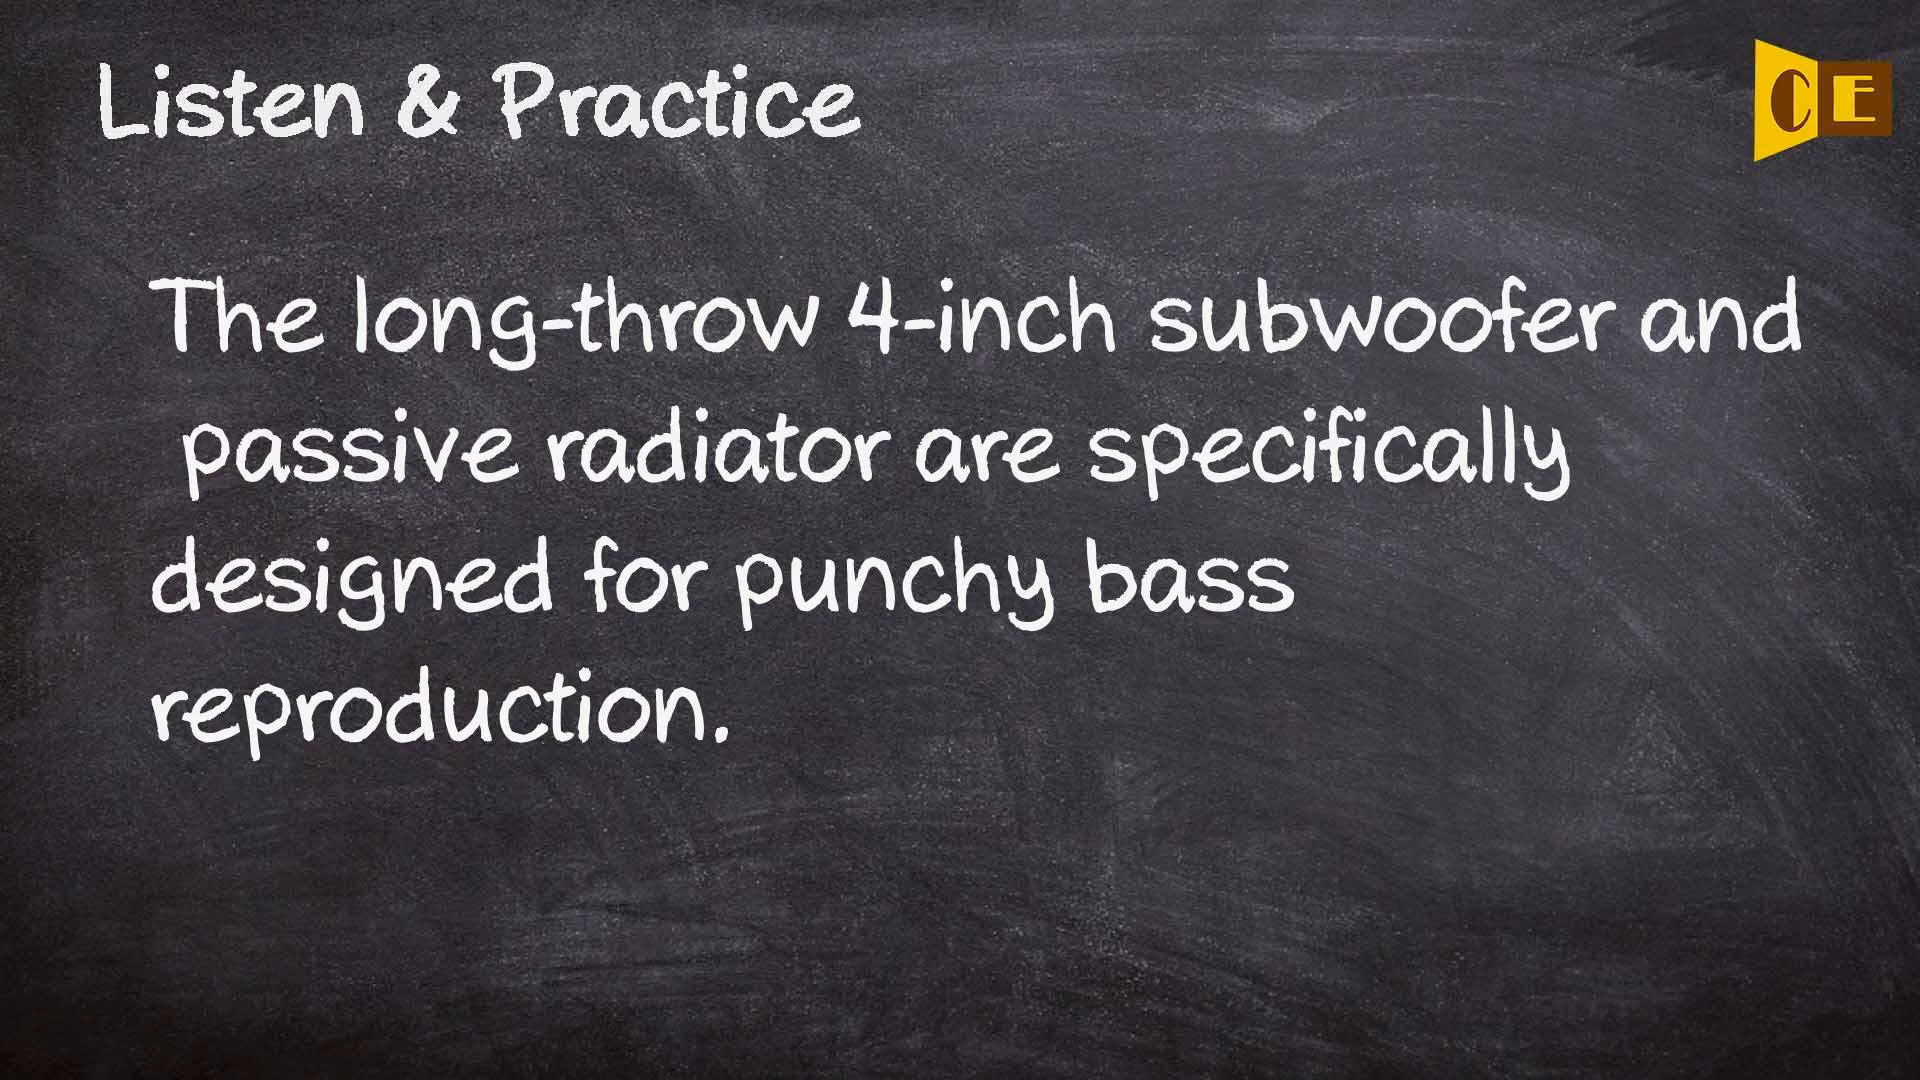 Listen & Practice
CE
The long-throw 4-inch subwoofer and
passive radiator are specifically
designed for punchy bass
reproduction.